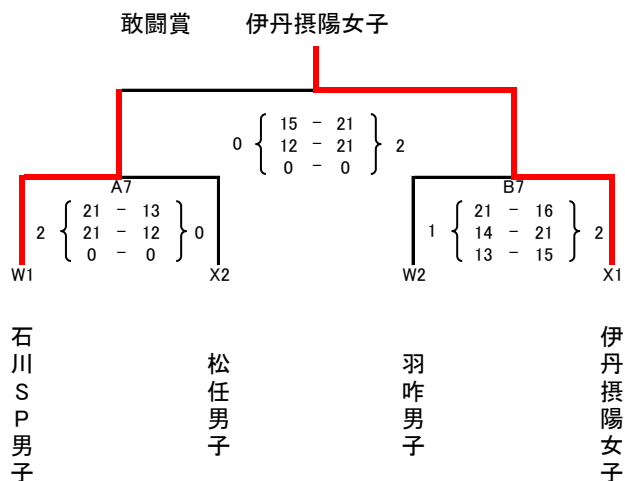 敢闘賞 伊丹摂陽女子
15 - 21
0 { 12 - 21 } 2
0 - 0
A7 B7
21 - 13 21 - 16
2 { 21 - 12 } 0 1 { 14 - 21 } 2
0 - 0 13 - 15
W1 X2 W2 X1
石川SP男子
松任男子
羽咋男子
伊丹摂陽女子